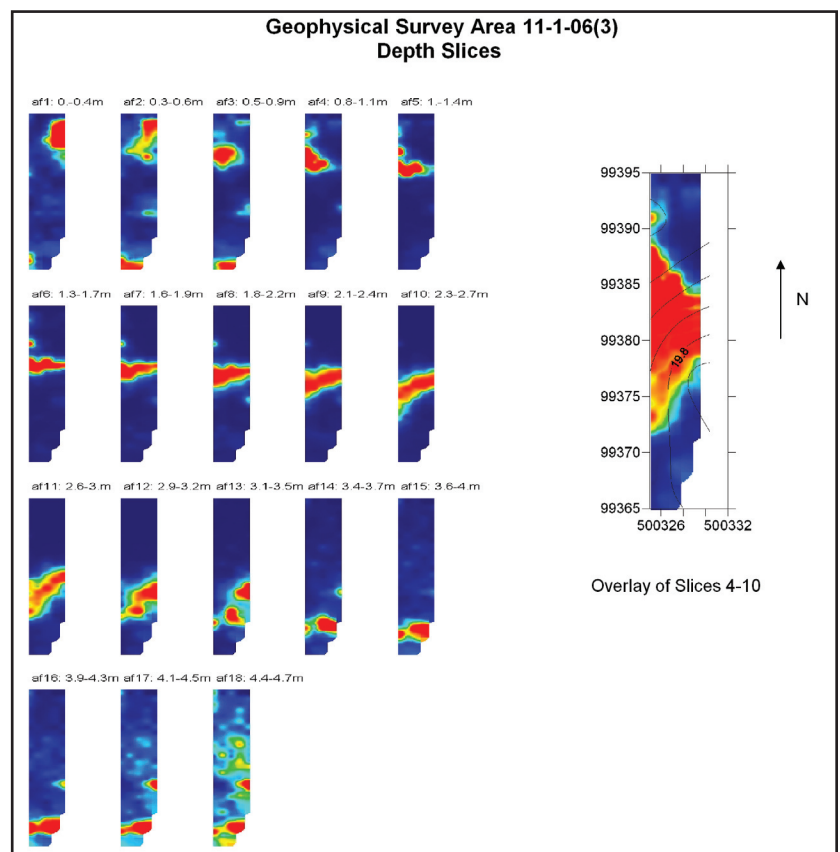 Geophysical Survey Area 11-1-06(3)
Depth Slices
af1: 0.-0.4m af2: 0.3-0.6m af3: 0.5-0.9m af4: 0.8-1.1m af5: 1.-1.4m
af6: 1.3-1.7m af7: 1.6-1.9m af8: 1.8-2.2m af9: 2.1-2.4m af10: 2.3-2.7m
af11: 2.6-3.m af12: 2.9-3.2m af13: 3.1-3.5m af14: 3.4-3.7m af15: 3.6-4.m
af16: 3.9-4.3m af17: 4.1-4.5m af18: 4.4-4.7m
99395
99390
99385
99380
99375
99370
99365
19.8
500326 500332
N
Overlay of Slices 4-10